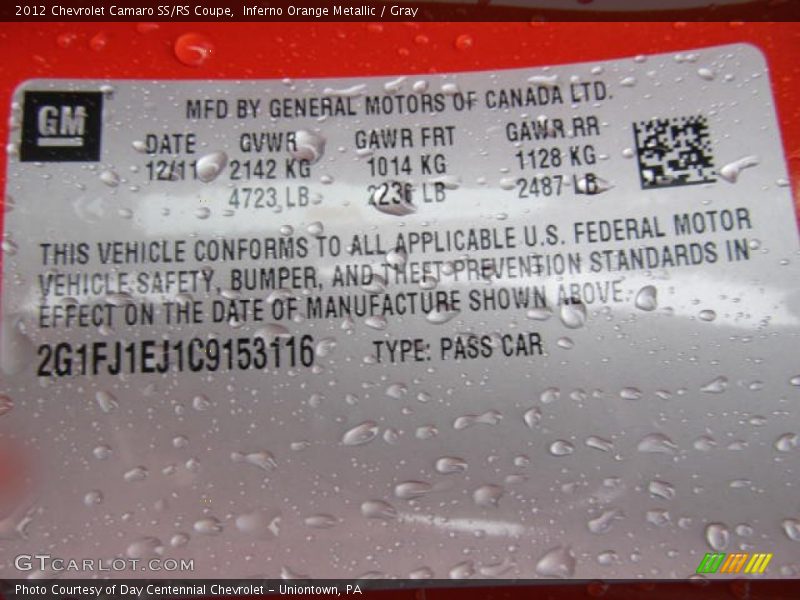 2012 Chevrolet Camaro SS/RS Coupe, Inferno Orange Metallic / Gray
GM
MFD BY GENERAL MOTORS OF CANADA LTD.
DATE GVWR GAWR FRT GAWR RR
12/11 2142 KG 1014 KG 1128 KG
4723 LB 2236 LB 2487 LB
THIS VEHICLE CONFORMS TO ALL APPLICABLE U.S. FEDERAL MOTOR
VEHICLE SAFETY, BUMPER, AND THEFT PREVENTION STANDARDS IN
EFFECT ON THE DATE OF MANUFACTURE SHOWN ABOVE.
2G1FJ1EJ1C9153116 TYPE: PASS CAR
GTCARLOT.COM
Photo Courtesy of Day Centennial Chevrolet - Uniontown, PA